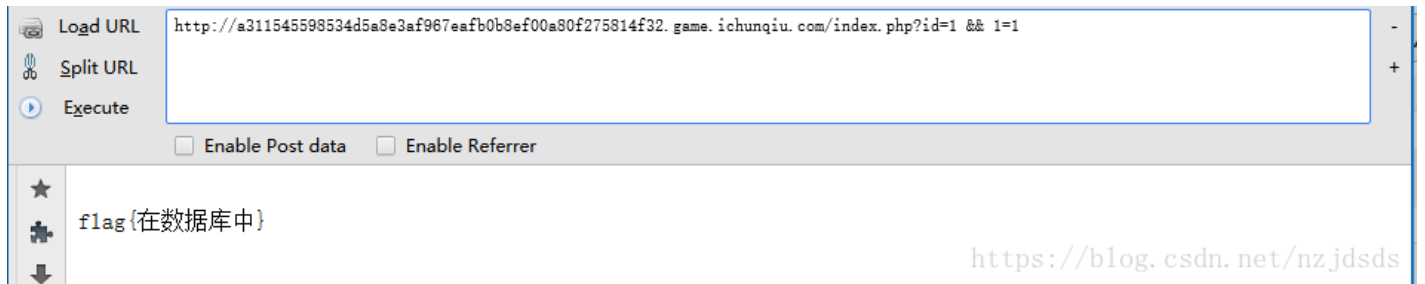 Load URL
http://a311545598534d5a8e3af967eafb0b8ef00a80f275814f32.game.ichunqiu.com/index.php?id=1 && 1=1
-
Split URL
+
Execute
Enable Post data Enable Referrer
flag{在数据库中}
https://blog.csdn.net/nzjdsds